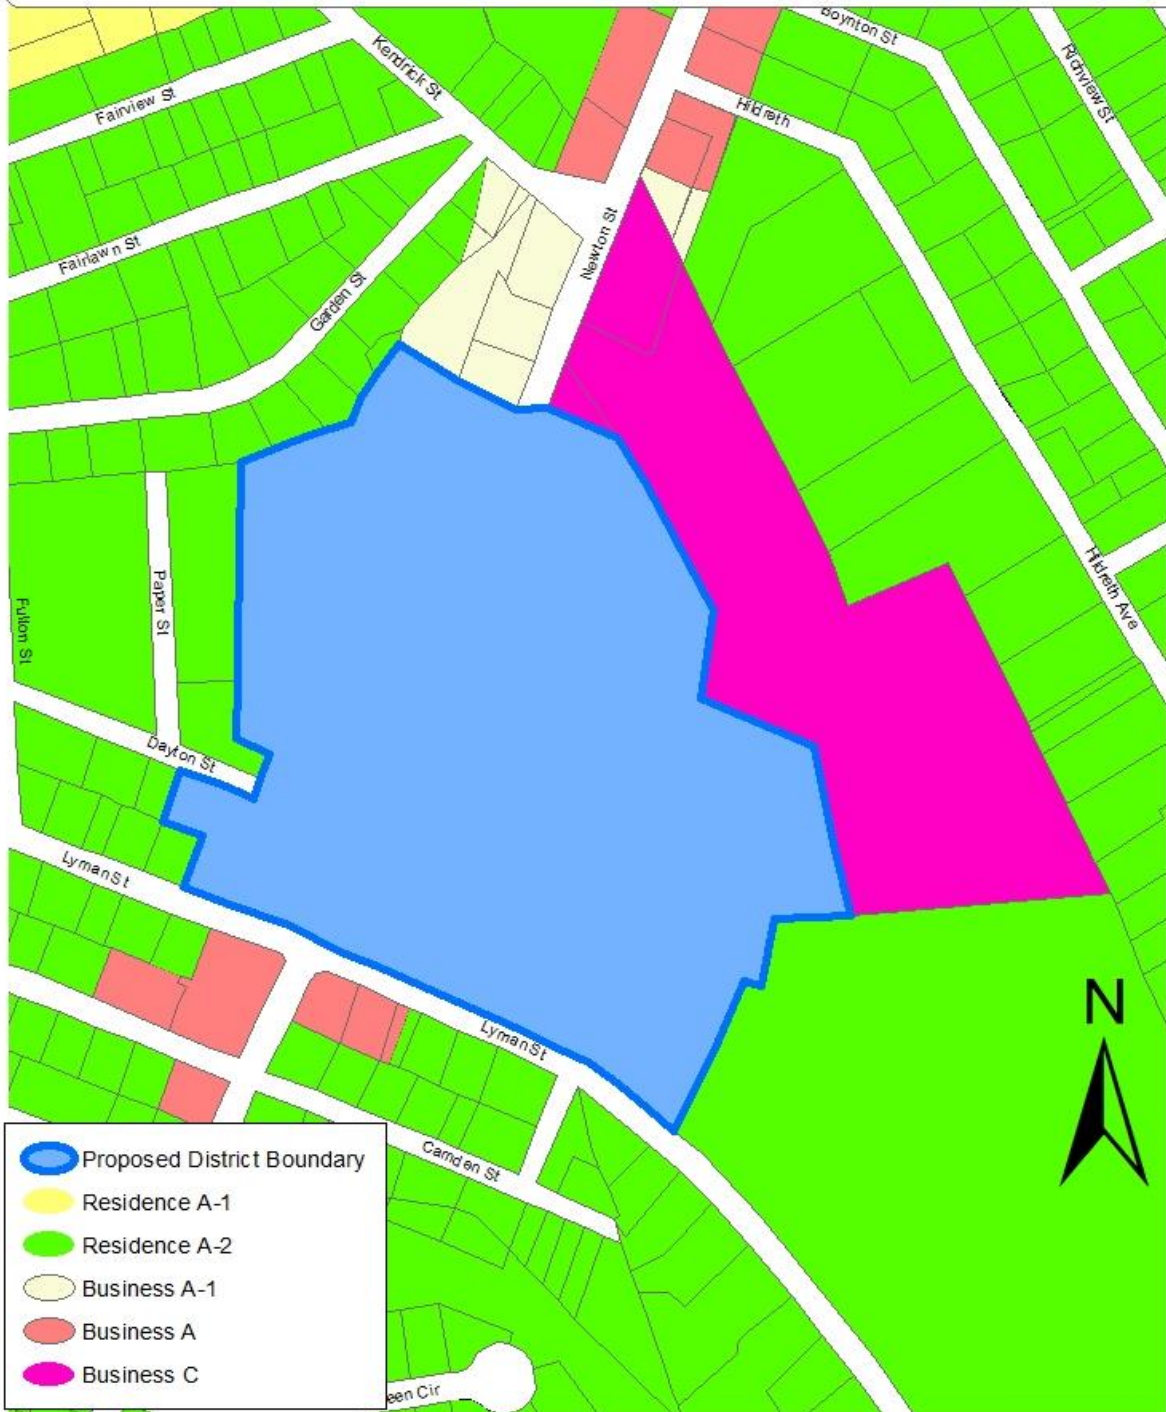 Boynton St
Richview St
Kendrick St
Fairview St
Hildreth
Newton St
Fairlawn St
Garden St
Hildreth Ave
Paper St
Fulton St
Dayton St
Lyman St
N
Lyman St
Camden St
een Cir
Proposed District Boundary
Residence A-1
Residence A-2
Business A-1
Business A
Business C